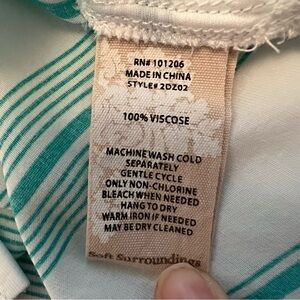 RN# 101206
MADE IN CHINA
STYLE# 2DZ02
100% VISCOSE
MACHINE WASH COLD
SEPARATELY
GENTLE CYCLE
ONLY NON-CHLORINE
BLEACH WHEN NEEDED
HANG TO DRY
WARM IRON IF NEEDED
MAY BE DRY CLEANED
Soft Surroundings